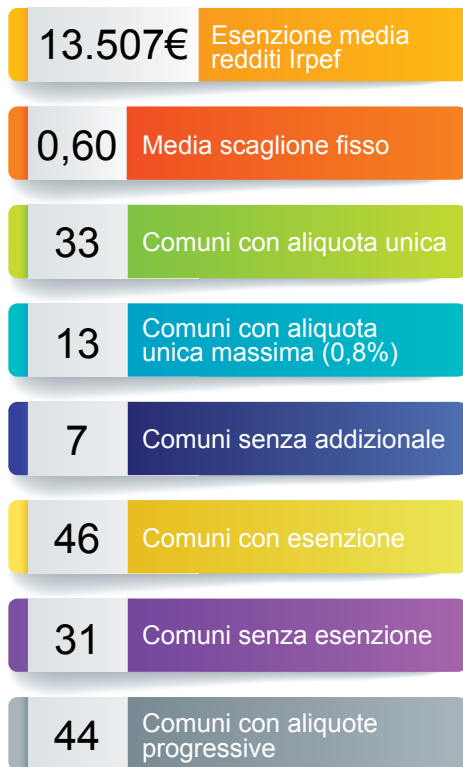 13.507€
Esenzione media
redditi Irpef
0,60
Media scaglione fisso
33
Comuni con aliquota unica
13
Comuni con aliquota
unica massima (0,8%)
7
Comuni senza addizionale
46
Comuni con esenzione
31
Comuni senza esenzione
44
Comuni con aliquote
progressive